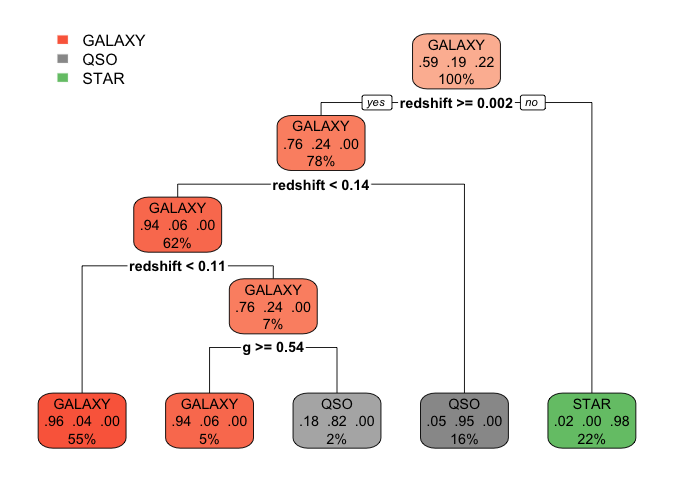 GALAXY
QSO
STAR
GALAXY
.59 .19 .22
100%
yes redshift >= 0.002 no
GALAXY
.76 .24 .00
78%
redshift < 0.14
GALAXY
.94 .06 .00
62%
redshift < 0.11
GALAXY
.76 .24 .00
7%
g >= 0.54
GALAXY
.96 .04 .00
55%
GALAXY
.94 .06 .00
5%
QSO
.18 .82 .00
2%
QSO
.05 .95 .00
16%
STAR
.02 .00 .98
22%